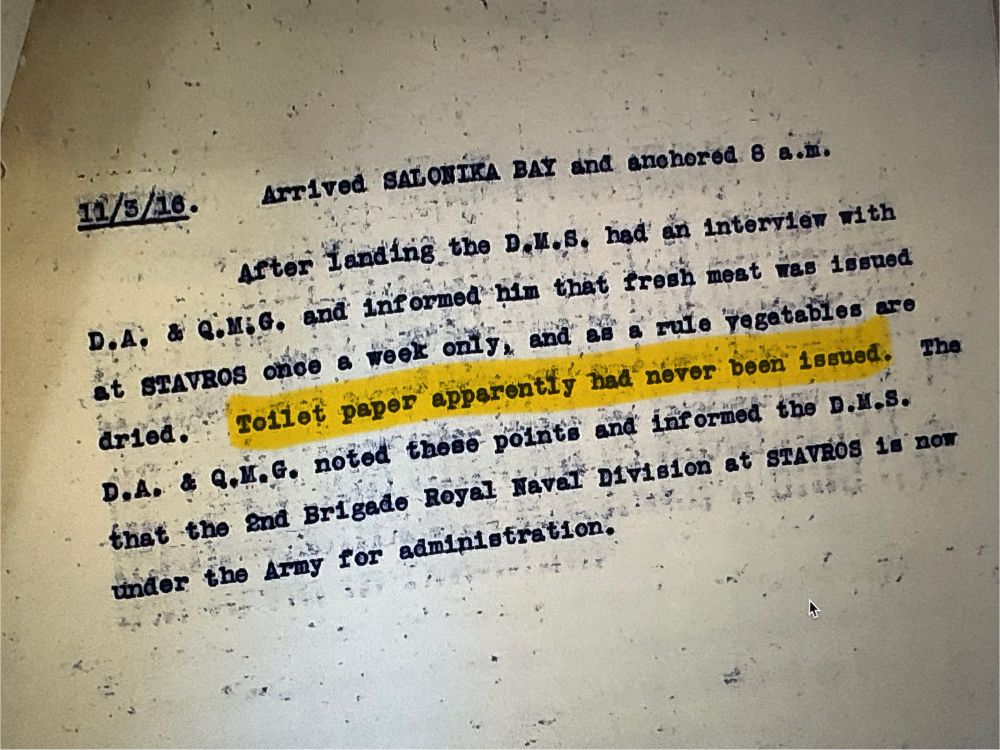 11/3/16. Arrived SALONIKA BAY and anchored 8 a.m.
After landing the D.M.S. had an interview with
D.A. & Q.M.G. and informed him that fresh meat was issued
at STAVROS once a week only, and as a rule vegetables are
dried. Toilet paper apparently had never been issued. The
D.A. & Q.M.G. noted these points and informed the D.M.S.
that the 2nd Brigade Royal Naval Division at STAVROS is now
under the Army for administration.